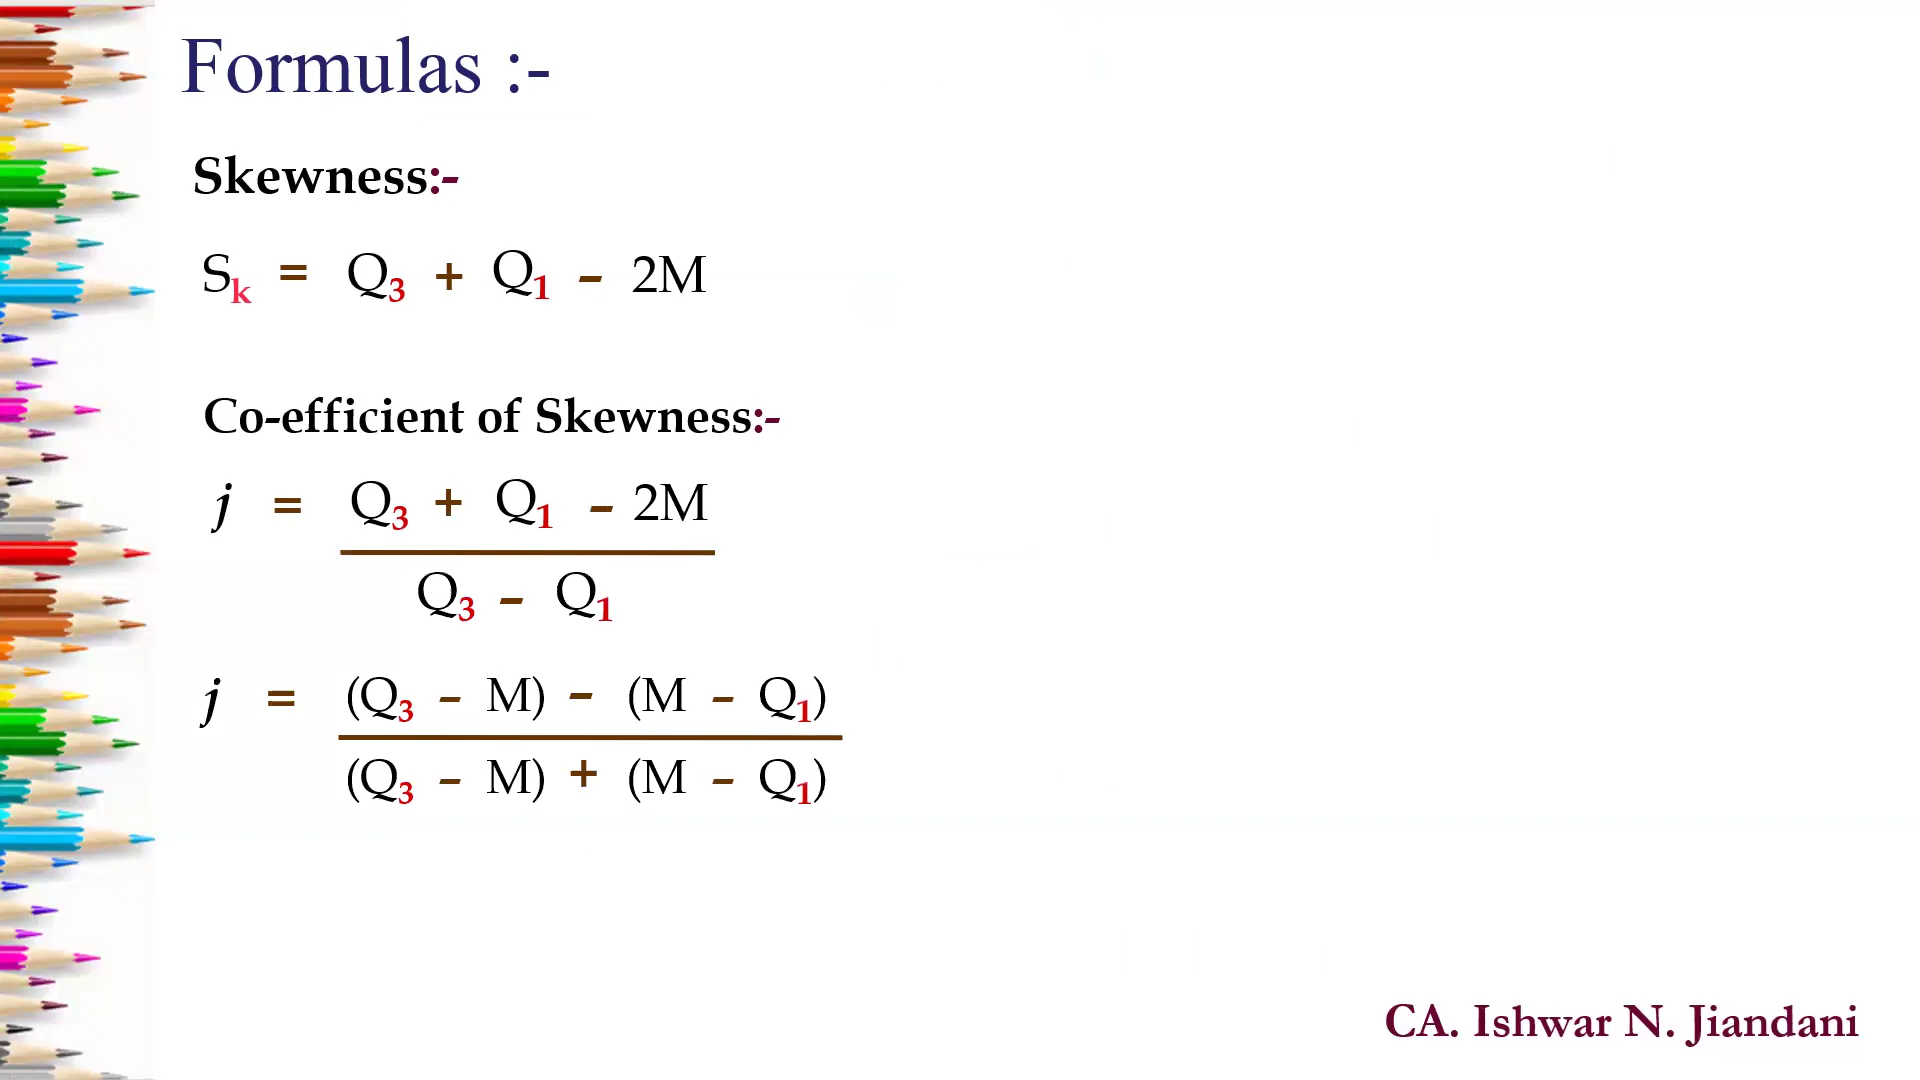 Formulas :-
Skewness:-
Sk = Q3 + Q1 – 2M
Co-efficient of Skewness:-
j = Q3 + Q1 – 2M
Q3 – Q1
j = (Q3 – M) – (M – Q1)
(Q3 – M) + (M – Q1)
CA. Ishwar N. Jiandani